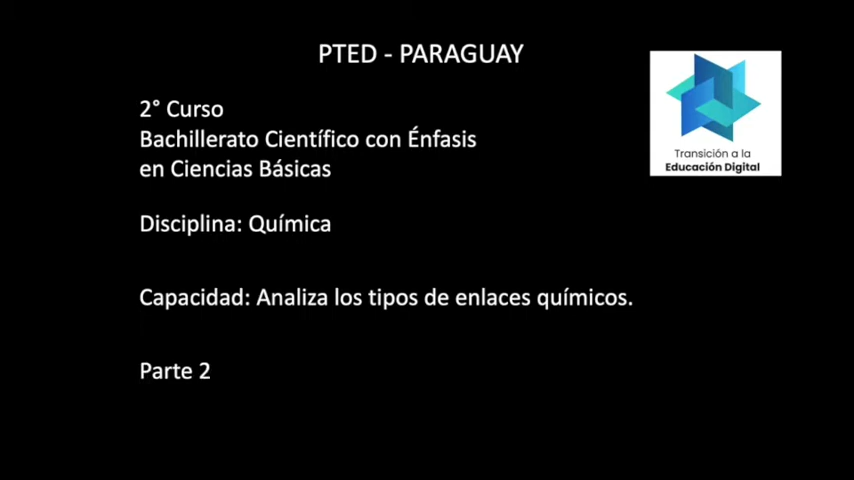 PTED - PARAGUAY
2° Curso
Bachillerato Científico con Énfasis
en Ciencias Básicas
Disciplina: Química
Capacidad: Analiza los tipos de enlaces químicos.
Parte 2
Transición a la
Educación Digital